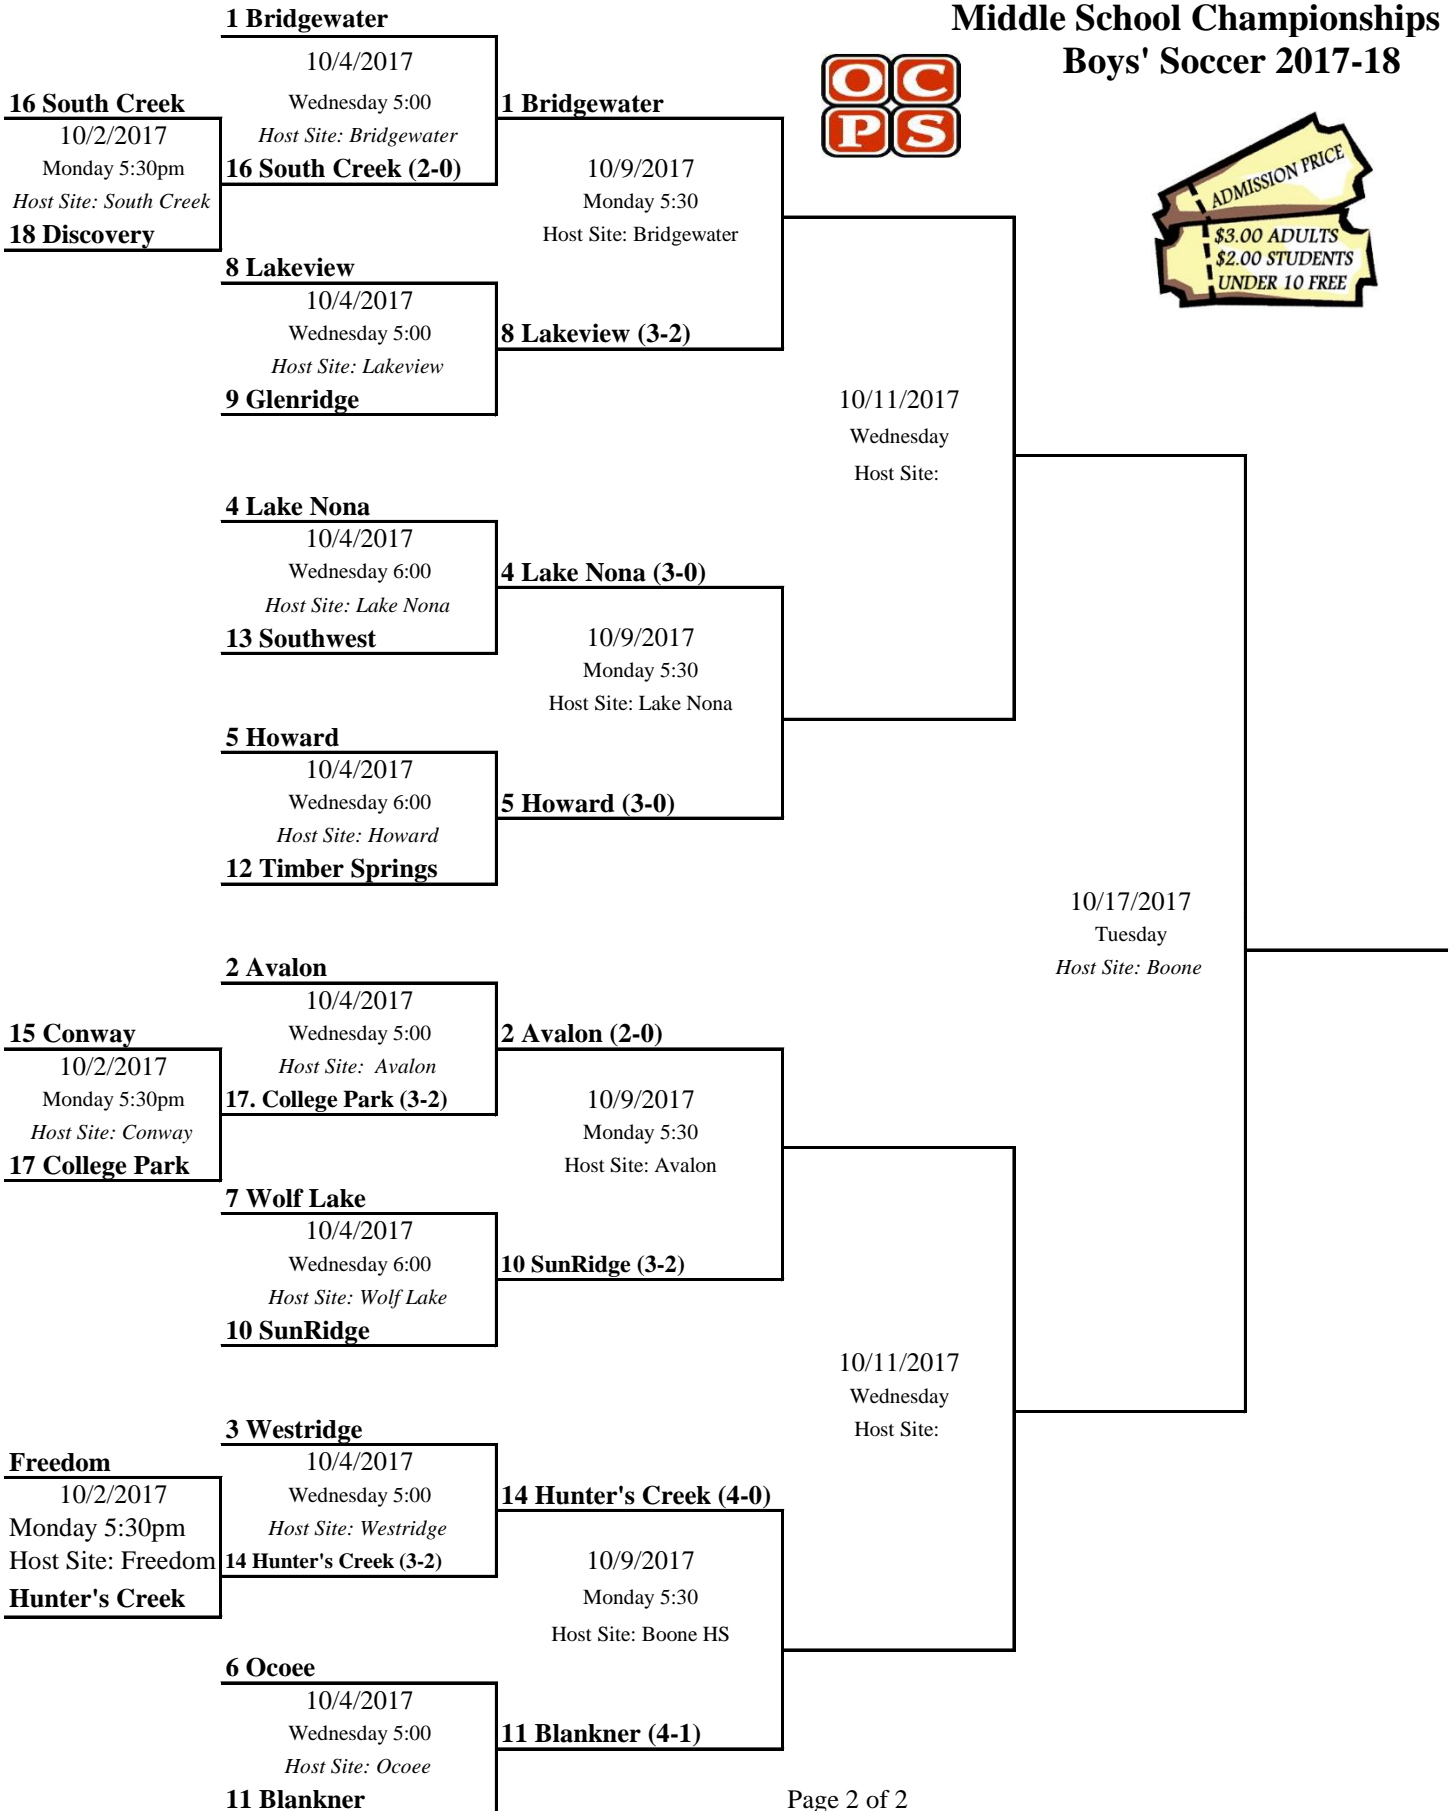 Middle School Championships
Boys' Soccer 2017-18
OC
PS
ADMISSION PRICE
$3.00 ADULTS
$2.00 STUDENTS
UNDER 10 FREE
16 South Creek
10/2/2017
Monday 5:30pm
Host Site: South Creek
18 Discovery
1 Bridgewater
10/4/2017
Wednesday 5:00
Host Site: Bridgewater
16 South Creek (2-0)
8 Lakeview
10/4/2017
Wednesday 5:00
Host Site: Lakeview
9 Glenridge
1 Bridgewater
10/9/2017
Monday 5:30
Host Site: Bridgewater
8 Lakeview (3-2)
4 Lake Nona
10/4/2017
Wednesday 6:00
Host Site: Lake Nona
13 Southwest
5 Howard
10/4/2017
Wednesday 6:00
Host Site: Howard
12 Timber Springs
4 Lake Nona (3-0)
10/9/2017
Monday 5:30
Host Site: Lake Nona
5 Howard (3-0)
10/11/2017
Wednesday
Host Site:
15 Conway
10/2/2017
Monday 5:30pm
Host Site: Conway
17 College Park
2 Avalon
10/4/2017
Wednesday 5:00
Host Site: Avalon
17. College Park (3-2)
7 Wolf Lake
10/4/2017
Wednesday 6:00
Host Site: Wolf Lake
10 SunRidge
2 Avalon (2-0)
10/9/2017
Monday 5:30
Host Site: Avalon
10 SunRidge (3-2)
Freedom
10/2/2017
Monday 5:30pm
Host Site: Freedom
Hunter's Creek
3 Westridge
10/4/2017
Wednesday 5:00
Host Site: Westridge
14 Hunter's Creek (3-2)
6 Ocoee
10/4/2017
Wednesday 5:00
Host Site: Ocoee
11 Blankner
14 Hunter's Creek (4-0)
10/9/2017
Monday 5:30
Host Site: Boone HS
11 Blankner (4-1)
10/11/2017
Wednesday
Host Site:
10/17/2017
Tuesday
Host Site: Boone
Page 2 of 2